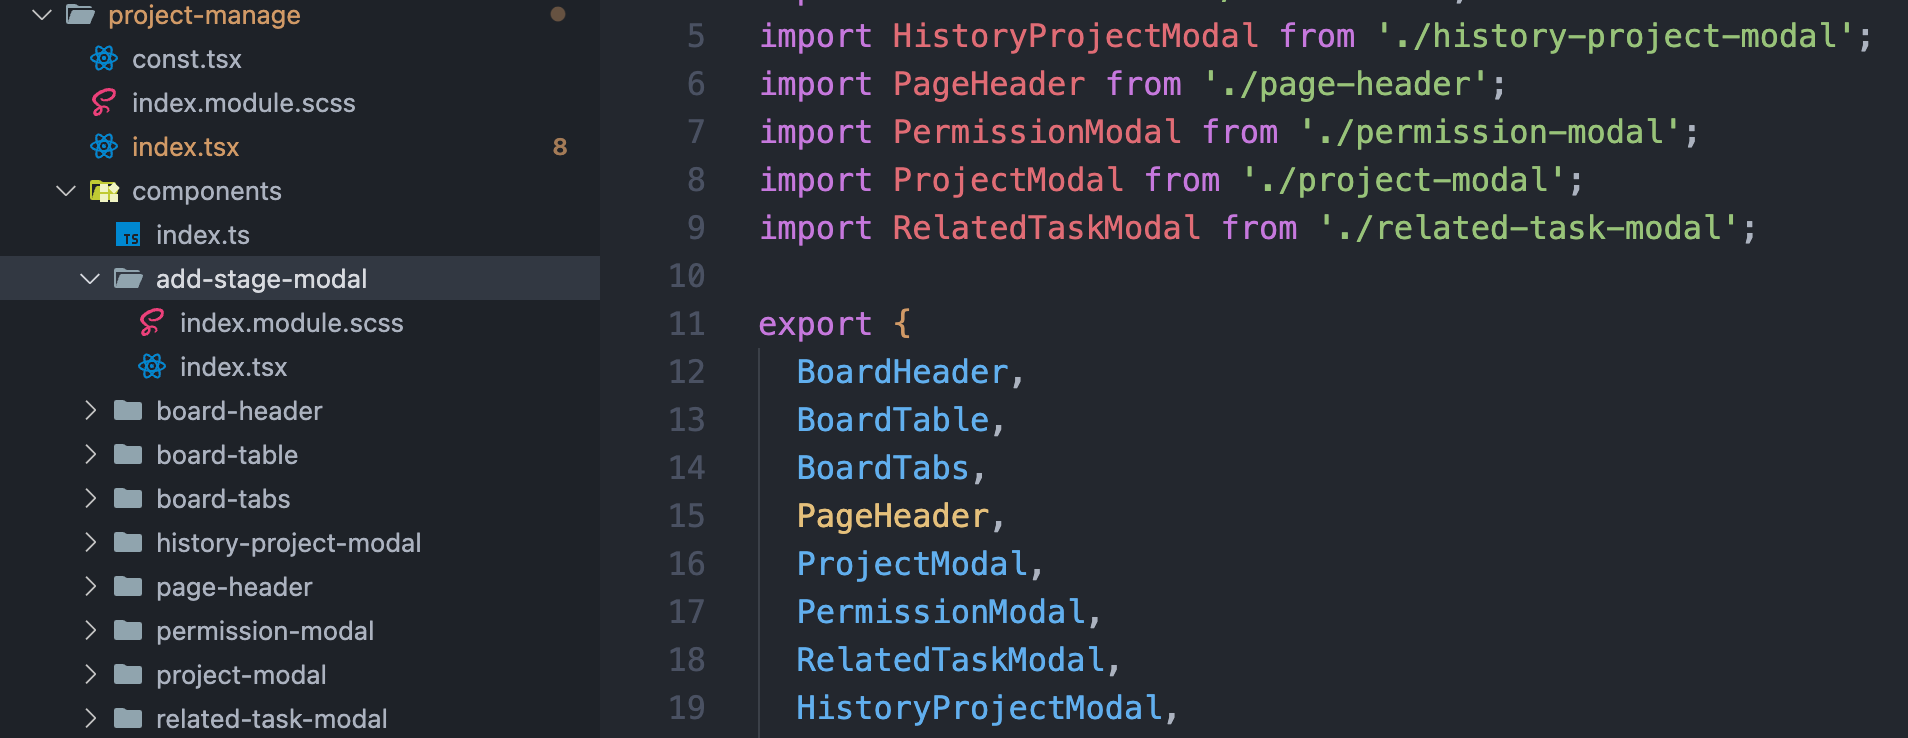 project-manage
const.tsx
index.module.scss
index.tsx 8
components
TS index.ts
add-stage-modal
index.module.scss
index.tsx
board-header
board-table
board-tabs
history-project-modal
page-header
permission-modal
project-modal
related-task-modal
5 import HistoryProjectModal from './history-project-modal';
6 import PageHeader from './page-header';
7 import PermissionModal from './permission-modal';
8 import ProjectModal from './project-modal';
9 import RelatedTaskModal from './related-task-modal';
10
11 export {
12 BoardHeader,
13 BoardTable,
14 BoardTabs,
15 PageHeader,
16 ProjectModal,
17 PermissionModal,
18 RelatedTaskModal,
19 HistoryProjectModal,